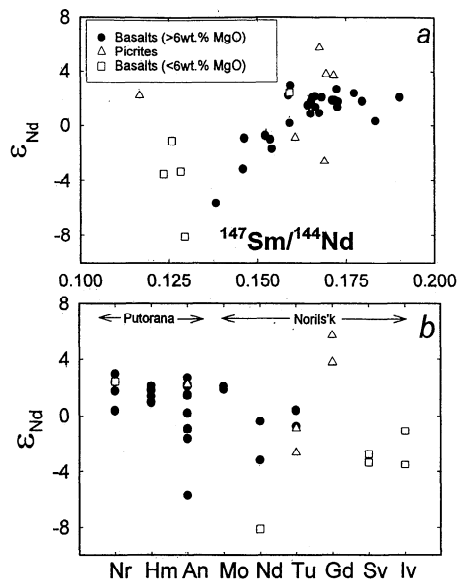 Basalts (>6wt.% MgO)
Picrites
Basalts (<6wt.% MgO)
a
8
4
0
-4
-8
εNd
147Sm/144Nd
0.100 0.125 0.150 0.175 0.200
Putorana Noril'sk
b
8
4
0
-4
-8
εNd
Nr Hm An Mo Nd Tu Gd Sv Iv